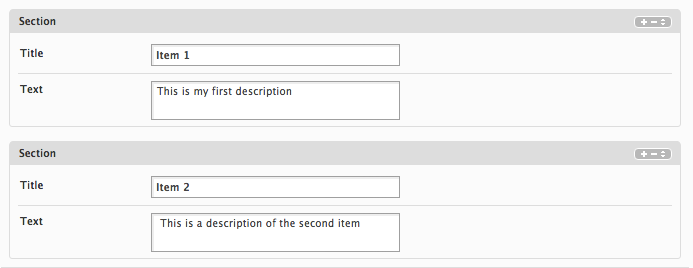 Section
Title
Item 1
Text
This is my first description
Section
Title
Item 2
Text
This is a description of the second item